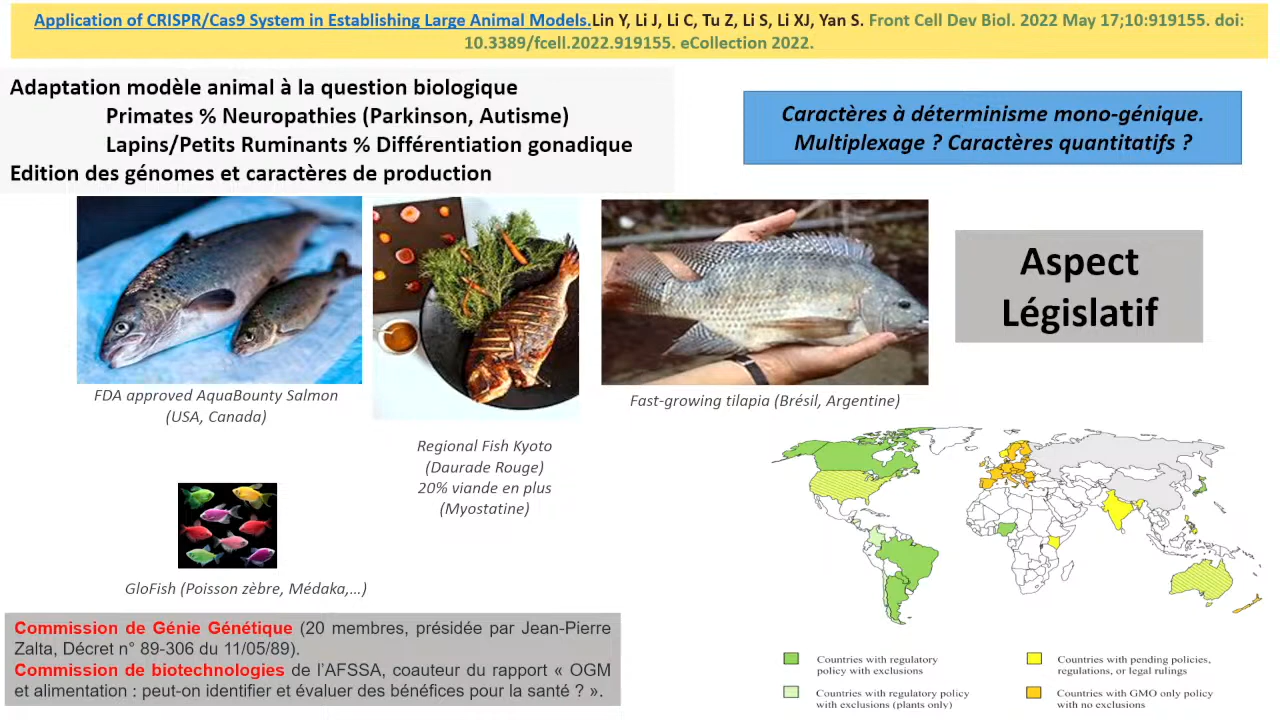 Application of CRISPR/Cas9 System in Establishing Large Animal Models.Lin Y, Li J, Li C, Tu Z, Li S, Li XJ, Yan S. Front Cell Dev Biol. 2022 May 17;10:919155. doi:
10.3389/fcell.2022.919155. eCollection 2022.
Adaptation modèle animal à la question biologique
Primates % Neuropathies (Parkinson, Autisme)
Lapins/Petits Ruminants % Différentiation gonadique
Edition des génomes et caractères de production
Caractères à déterminisme mono-génique.
Multiplexage ? Caractères quantitatifs ?
Aspect
Législatif
FDA approved AquaBounty Salmon
(USA, Canada)
Regional Fish Kyoto
(Daurade Rouge)
20% viande en plus
(Myostatine)
Fast-growing tilapia (Brésil, Argentine)
GloFish (Poisson zèbre, Médaka,...)
Commission de Génie Génétique (20 membres, présidée par Jean-Pierre
Zalta, Décret n° 89-306 du 11/05/89).
Commission de biotechnologies de l'AFSSA, coauteur du rapport « OGM
et alimentation : peut-on identifier et évaluer des bénéfices pour la santé ? ».
Countries with regulatory
policy with exclusions
Countries with regulatory policy
with exclusions (plants only)
Countries with pending policies,
regulations, or legal rulings
Countries with GMO only policy
with no exclusions